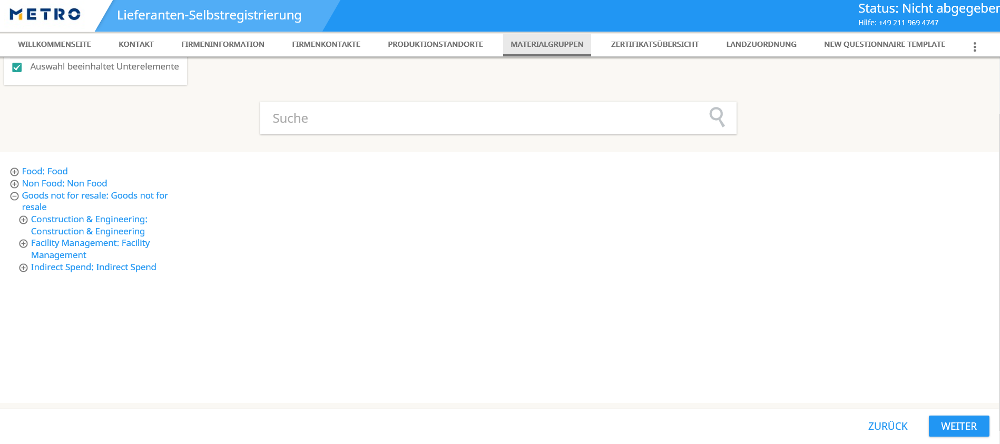 METRO
Lieferanten-Selbstregistrierung
Status: Nicht abgegeben
Hilfe: +49 211 969 4747
WILLKOMMENSEITE KONTAKT FIRMENINFORMATION FIRMENKONTAKTE PRODUKTIONSTANDORTE MATERIALGRUPPEN ZERTIFIKATSÜBERSICHT LANDZUORDNUNG NEW QUESTIONNAIRE TEMPLATE
Auswahl beeinhaltet Unterelemente
Suche
Food: Food
Non Food: Non Food
Goods not for resale: Goods not for
resale
Construction & Engineering:
Construction & Engineering
Facility Management: Facility
Management
Indirect Spend: Indirect Spend
ZURÜCK WEITER